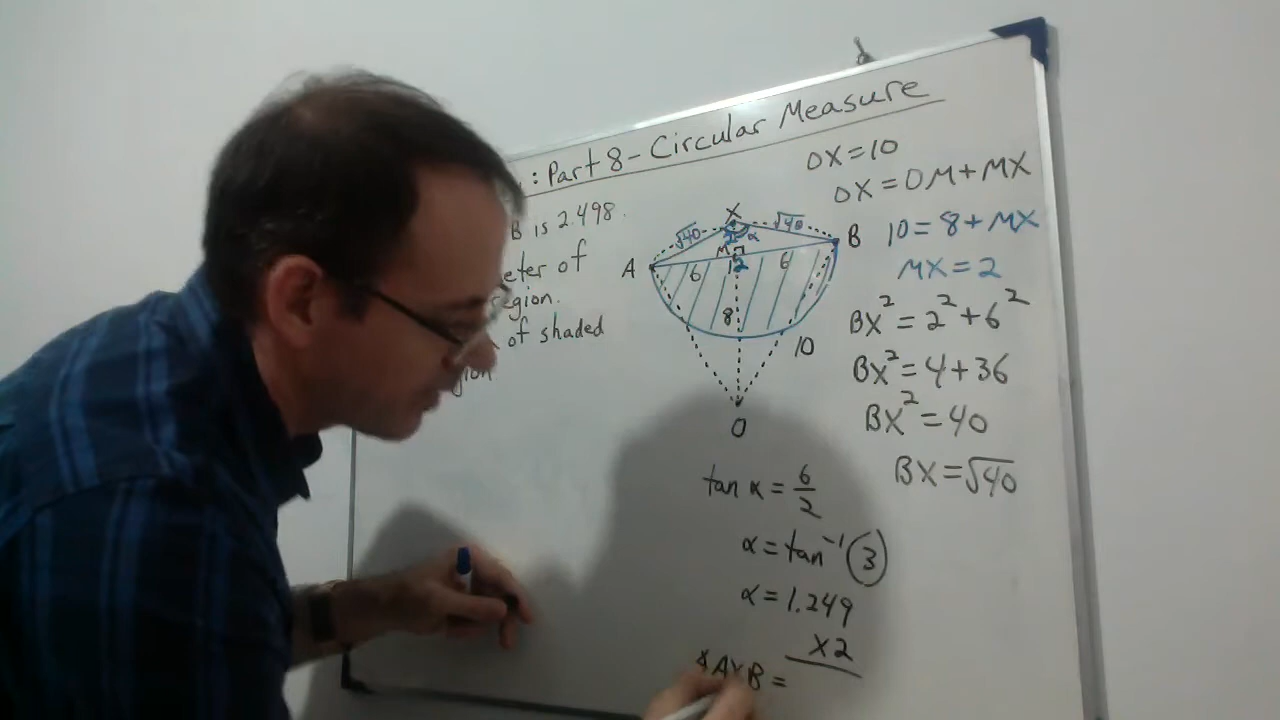 : Part 8 - Circular Measure
B is 2.498.
eter of
region.
of shaded
gion.
X
√40
√40
α
A
M
B
6
12
6
8
10
O
OX = 10
OX = OM + MX
10 = 8 + MX
MX = 2
BX² = 2² + 6²
BX² = 4 + 36
BX² = 40
BX = √40
tan α = 6/2
α = tan⁻¹ (3)
α = 1.249
x2
∡AXB =